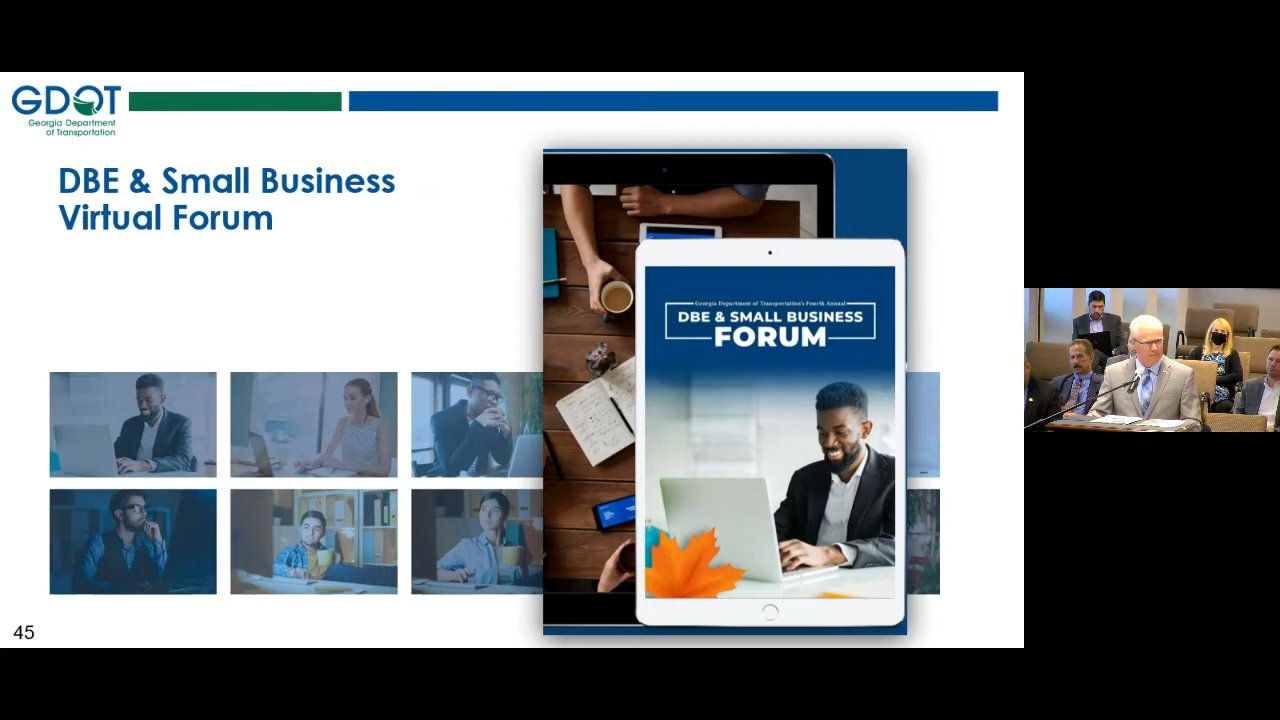 GDOT
Georgia Department
of Transportation
DBE & Small Business
Virtual Forum
Georgia Department of Transportation's Fourth Annual
DBE & SMALL BUSINESS
FORUM
45